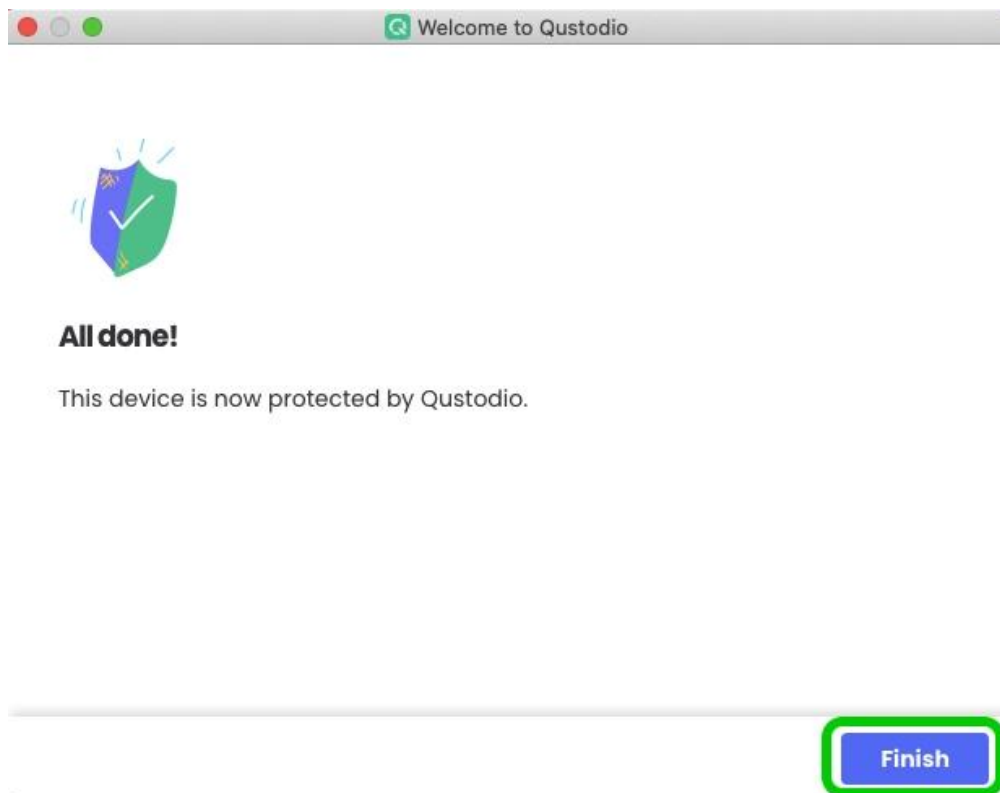 Welcome to Qustodio
All done!
This device is now protected by Qustodio.
Finish